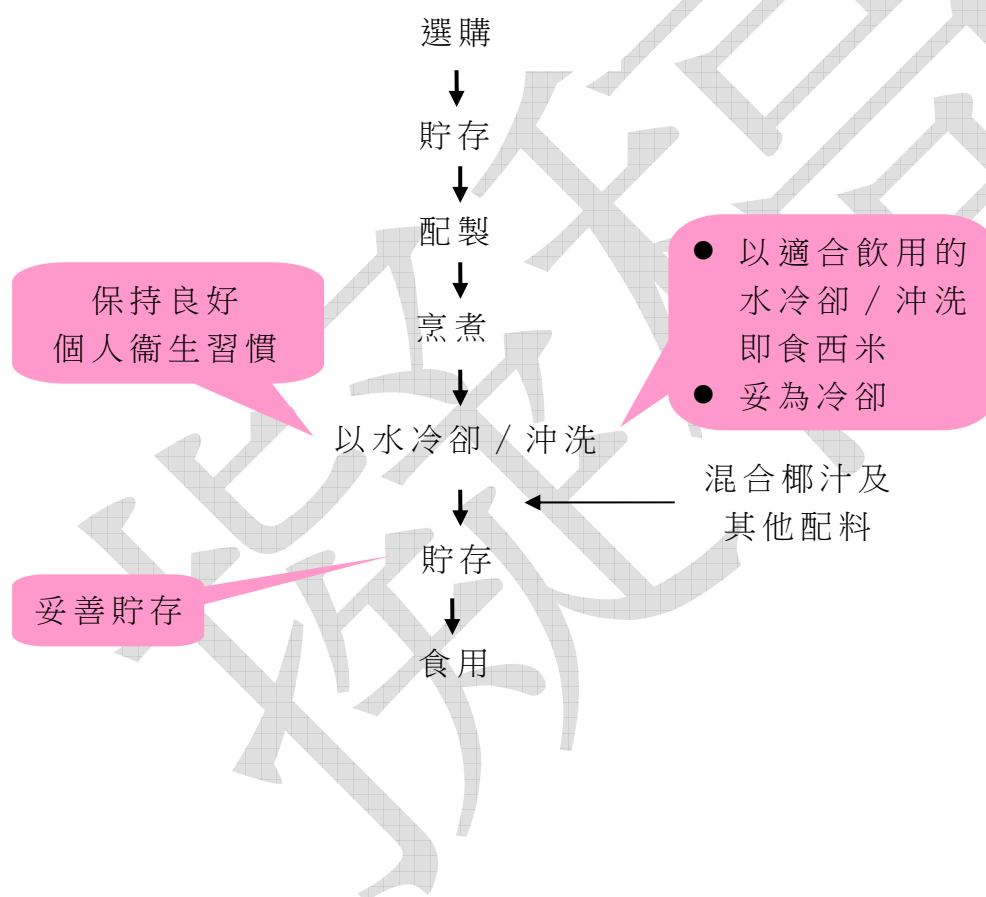 選購
貯存
配製
保持良好
個人衞生習慣
烹煮
● 以適合飲用的
水冷卻／沖洗
即食西米
● 妥為冷卻
以水冷卻／沖洗
混合椰汁及
其他配料
貯存
妥善貯存
食用